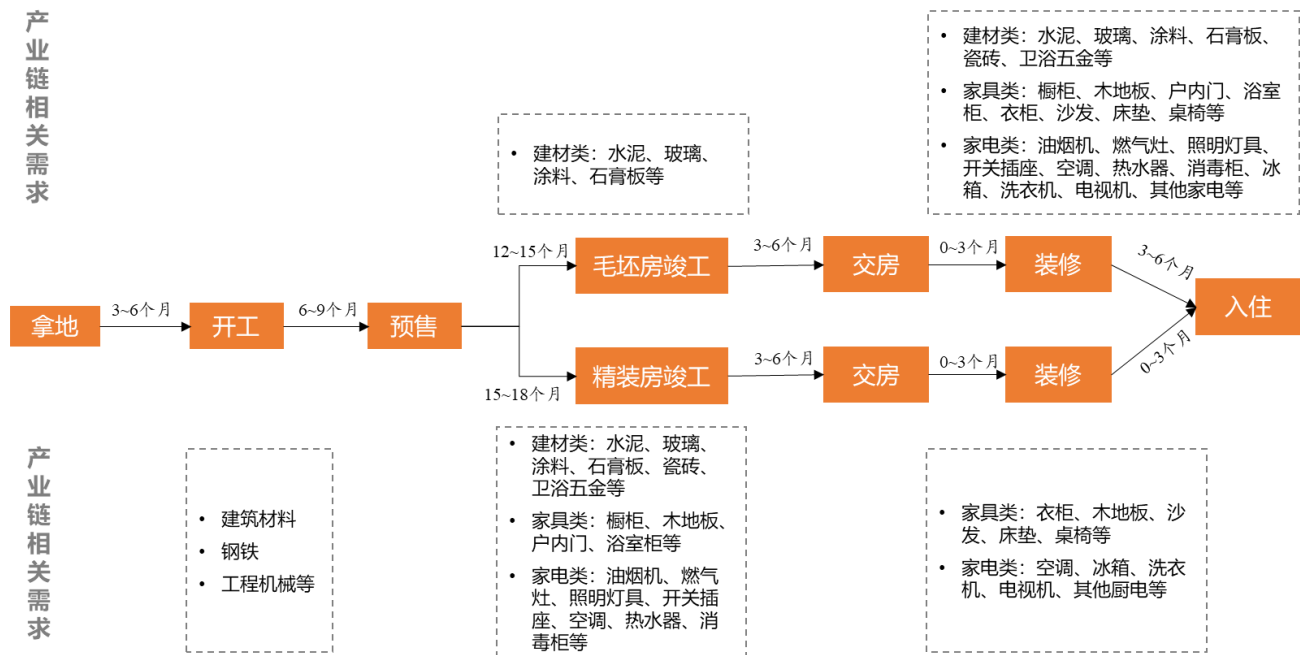 产业链相关需求
• 建材类：水泥、玻璃、
涂料、石膏板等
• 建材类：水泥、玻璃、涂料、石膏板、
瓷砖、卫浴五金等
• 家具类：橱柜、木地板、户内门、浴室
柜、衣柜、沙发、床垫、桌椅等
• 家电类：油烟机、燃气灶、照明灯具、
开关插座、空调、热水器、消毒柜、冰
箱、洗衣机、电视机、其他家电等
拿地
3~6个月
开工
6~9个月
预售
12~15个月
毛坯房竣工
3~6个月
交房
0~3个月
装修
3~6个月
15~18个月
精装房竣工
3~6个月
交房
0~3个月
装修
0~3个月
入住
产业链相关需求
• 建筑材料
• 钢铁
• 工程机械等
• 建材类：水泥、玻璃、
涂料、石膏板、瓷砖、
卫浴五金等
• 家具类：橱柜、木地板、
户内门、浴室柜等
• 家电类：油烟机、燃气
灶、照明灯具、开关插
座、空调、热水器、消
毒柜等
• 家具类：衣柜、木地板、沙
发、床垫、桌椅等
• 家电类：空调、冰箱、洗衣
机、电视机、其他厨电等